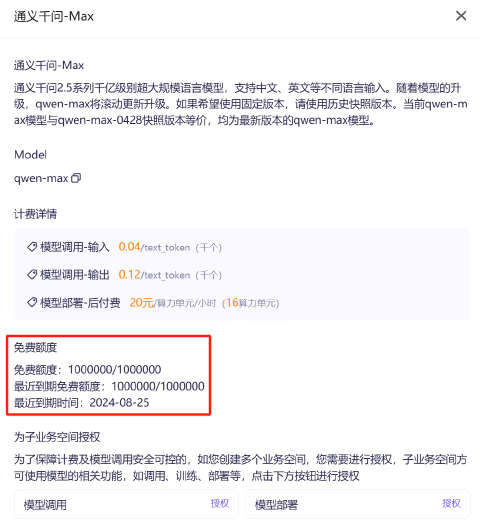 通义千问-Max
通义千问-Max
通义千问2.5系列千亿级别超大规模语言模型，支持中文、英文等不同语言输入。随着模型的升
级，qwen-max将滚动更新升级。如果希望使用固定版本，请使用历史快照版本。当前qwen-m
ax模型与qwen-max-0428快照版本等价，均为最新版本的qwen-max模型。
Model
qwen-max
计费详情
模型调用-输入 0.04/text_token（千个）
模型调用-输出 0.12/text_token（千个）
模型部署-后付费 20元/算力单元/小时（16算力单元）
免费额度
免费额度：1000000/1000000
最近到期免费额度：1000000/1000000
最近到期时间：2024-08-25
为子业务空间授权
为了保障计费及模型调用安全可控的，如您创建多个业务空间，您需要进行授权，子业务空间方
可使用模型的相关功能，如调用、训练、部署等，点击下方按钮进行授权
模型调用 授权 模型部署 授权